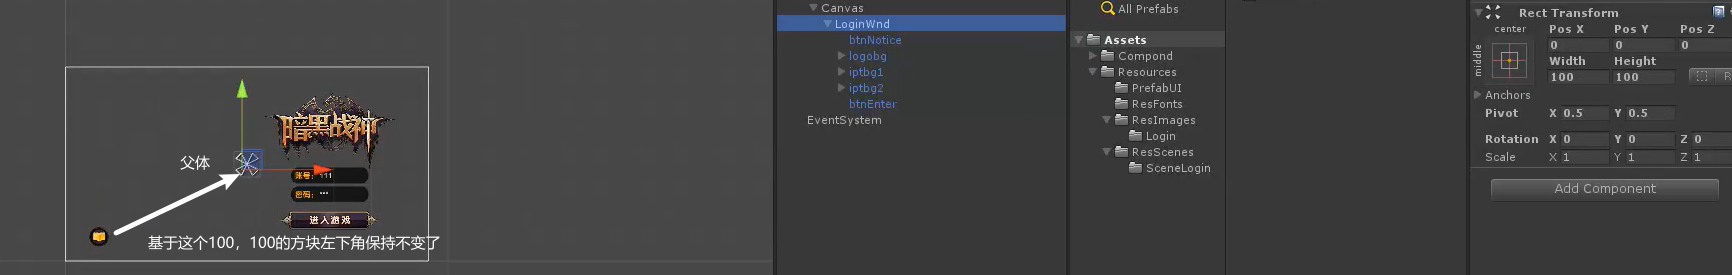 暗黑战神
父体
账号： 111
密码： ***
进入游戏
基于这个100，100的方块左下角保持不变了
Canvas
LoginWnd
btnNotice
logobg
iptbg1
iptbg2
btnEnter
EventSystem
All Prefabs
Assets
Compond
Resources
PrefabUI
ResFonts
ResImages
Login
ResScenes
SceneLogin
Rect Transform
center
middle
Pos X Pos Y Pos Z
0 0 0
Width Height
100 100 R
Anchors
Pivot X 0.5 Y 0.5
Rotation X 0 Y 0 Z 0
Scale X 1 Y 1 Z 1
Add Component